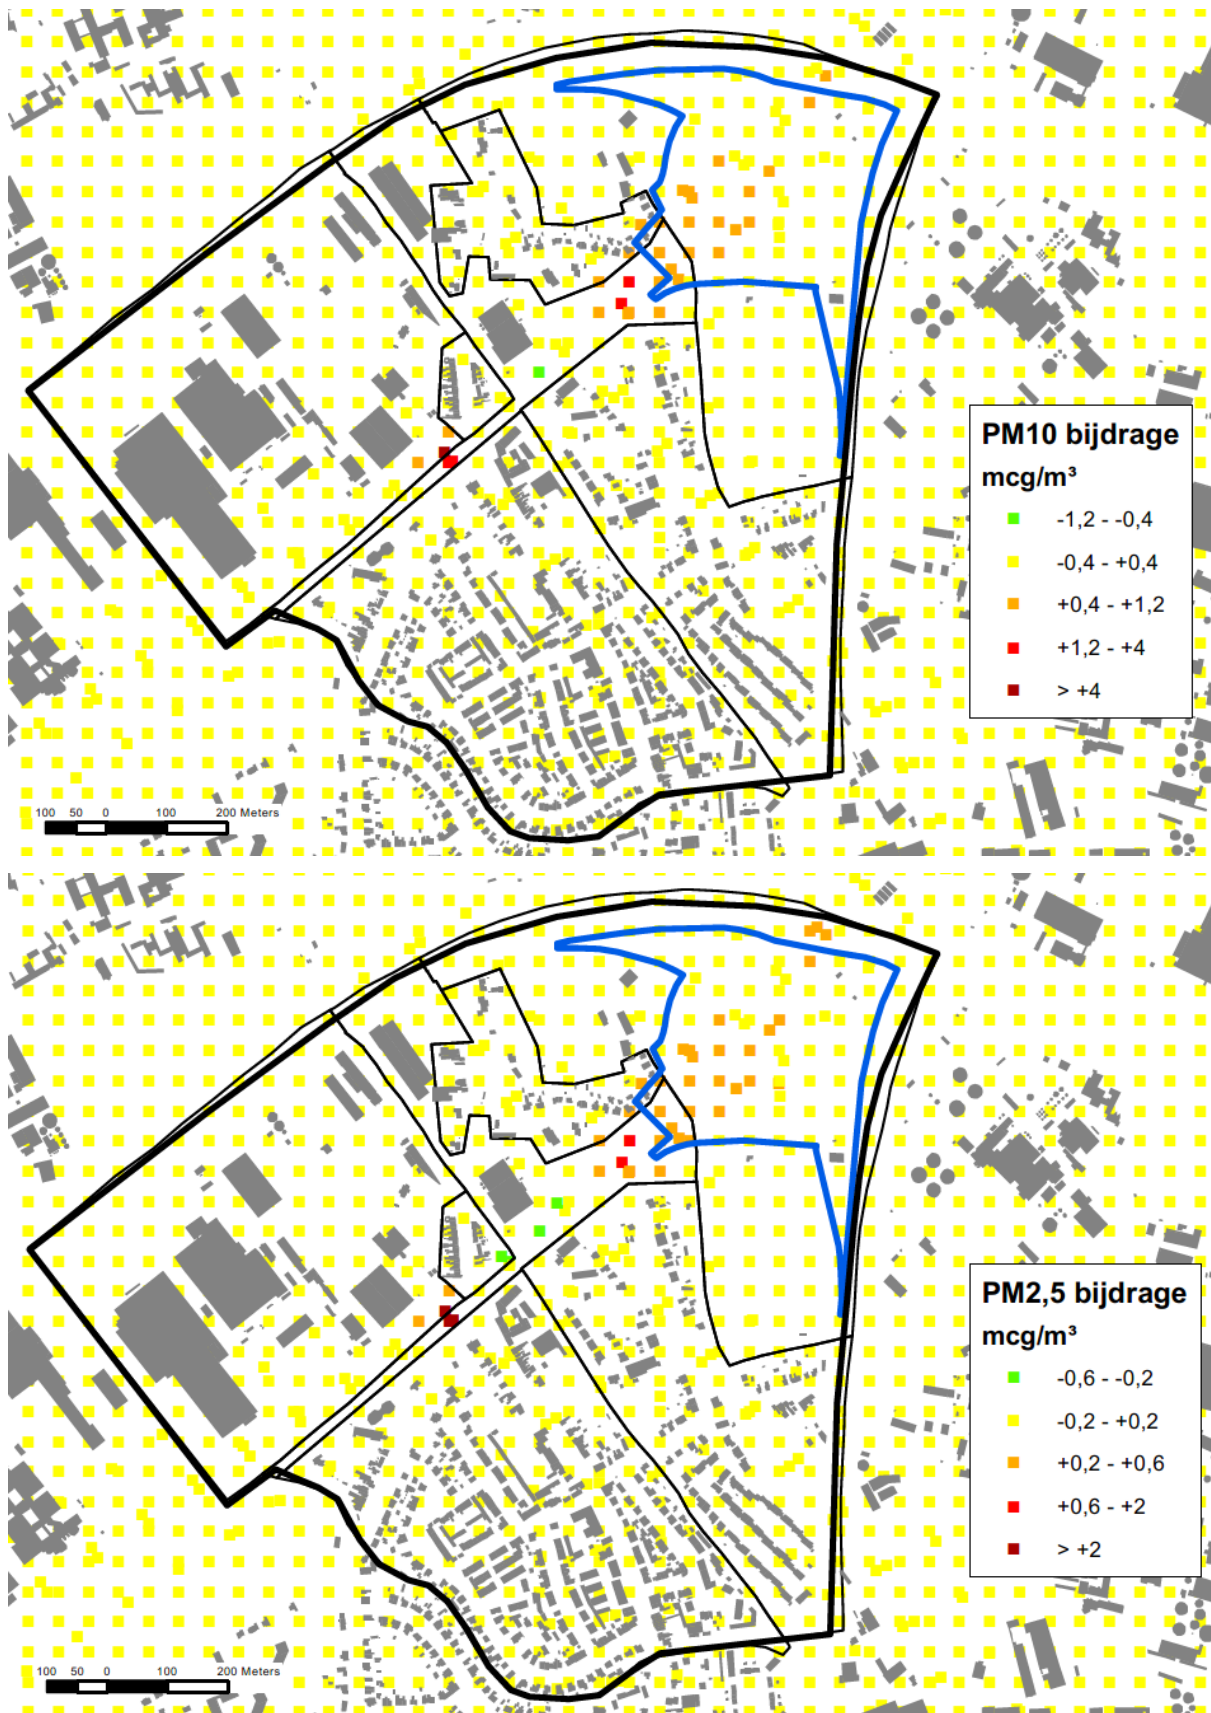 PM10 bijdrage
mcg/m³
-1,2 - -0,4
-0,4 - +0,4
+0,4 - +1,2
+1,2 - +4
> +4
100 50 0 100 200 Meters
PM2,5 bijdrage
mcg/m³
-0,6 - -0,2
-0,2 - +0,2
+0,2 - +0,6
+0,6 - +2
> +2
100 50 0 100 200 Meters